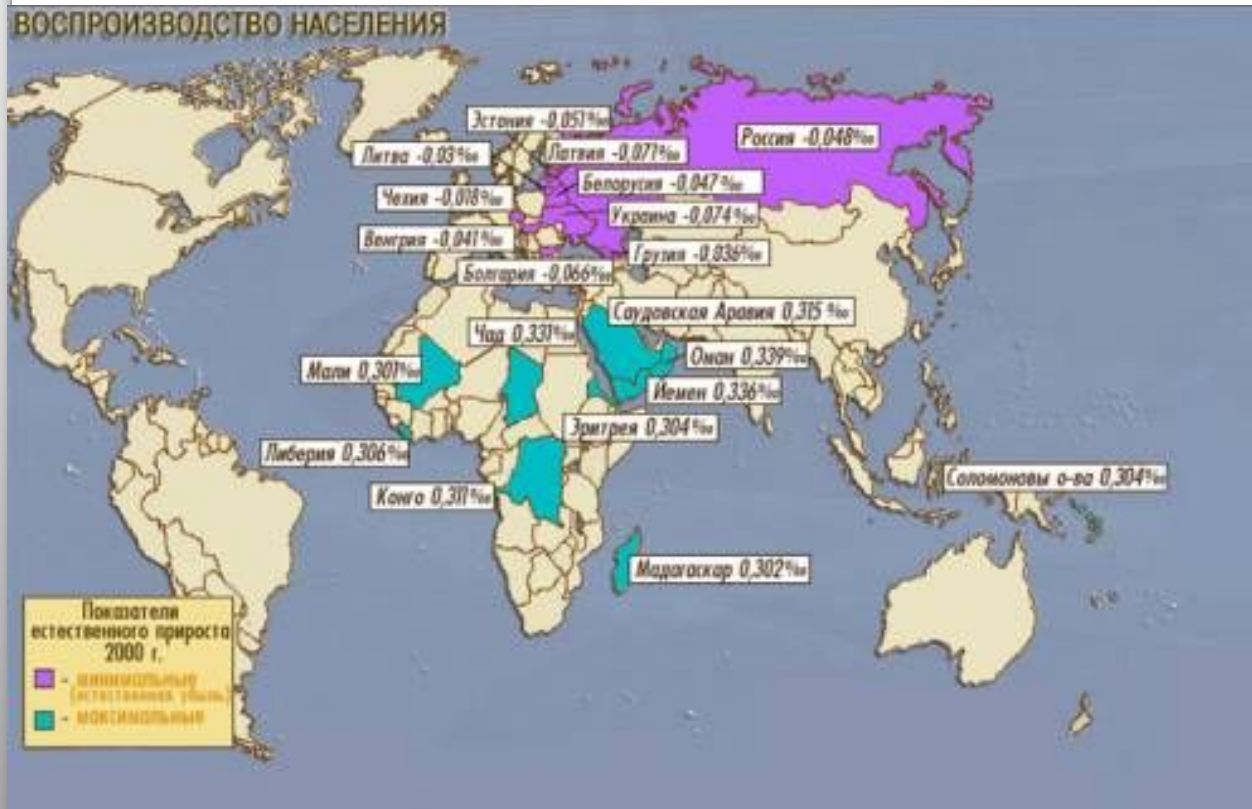 ВОСПРОИЗВОДСТВО НАСЕЛЕНИЯ
Эстония -0,051‰
Россия -0,048‰
Литва -0,03‰
Латвия -0,071‰
Белорусия -0,047‰
Чехия -0,018‰
Украина -0,074‰
Венгрия -0,041‰
Грузия -0,036‰
Болгария -0,066‰
Саудовская Аравия 0,315 ‰
Чад 0,331‰
Оман 0,339‰
Мали 0,301‰
Йемен 0,336‰
Эритрея 0,304‰
Либерия 0,306‰
Соломоновы о-ва 0,304‰
Конго 0,311‰
Мадагаскар 0,302‰
Показатели
естественного прироста
2000 г.
- минимальные
(естественная убыль)
- максимальные